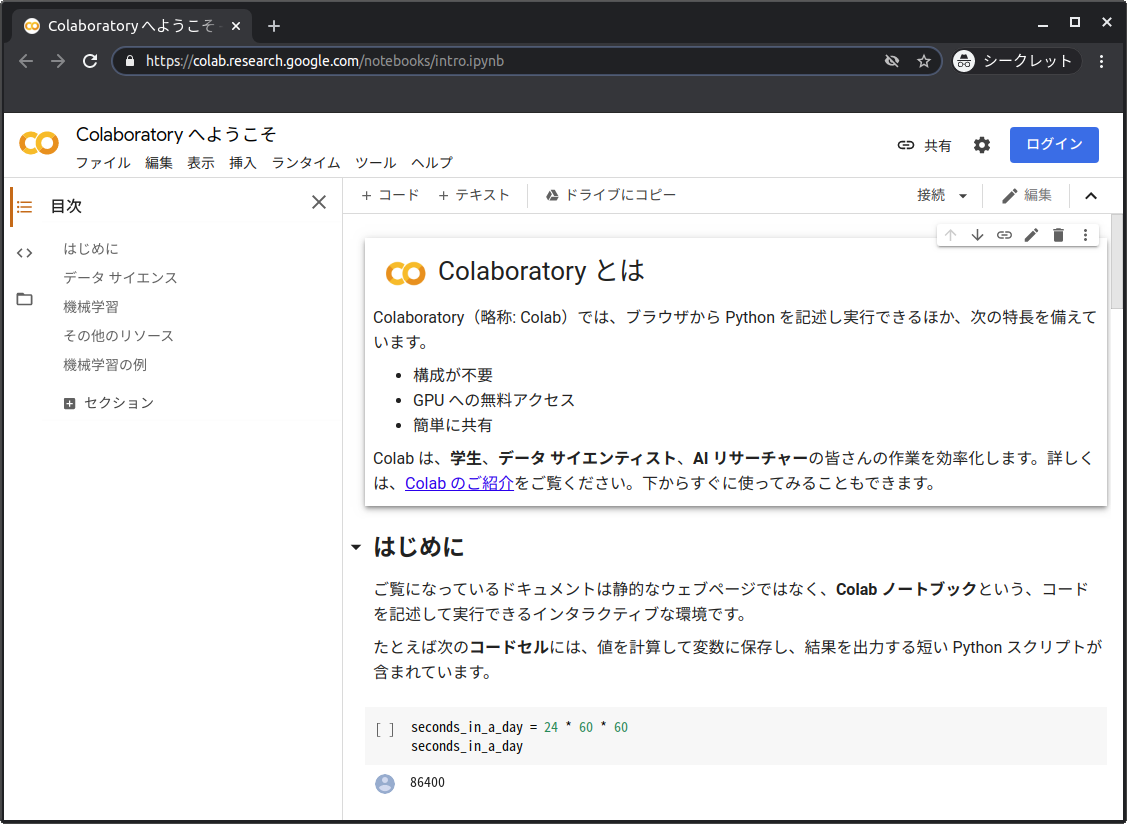 Colaboratory へようこそ
https://colab.research.google.com/notebooks/intro.ipynb
シークレット
Colaboratory へようこそ
ファイル 編集 表示 挿入 ランタイム ツール ヘルプ
共有
ログイン
目次
はじめに
データ サイエンス
機械学習
その他のリソース
機械学習の例
セクション
+ コード + テキスト ドライブにコピー
接続 編集
Colaboratory とは
Colaboratory（略称: Colab）では、ブラウザから Python を記述し実行できるほか、次の特長を備えて
います。
• 構成が不要
• GPU への無料アクセス
• 簡単に共有
Colab は、学生、データ サイエンティスト、AI リサーチャーの皆さんの作業を効率化します。詳しく
は、Colab のご紹介をご覧ください。下からすぐに使ってみることもできます。
はじめに
ご覧になっているドキュメントは静的なウェブページではなく、Colab ノートブックという、コード
を記述して実行できるインタラクティブな環境です。
たとえば次のコードセルには、値を計算して変数に保存し、結果を出力する短い Python スクリプトが
含まれています。
[ ] seconds_in_a_day = 24 * 60 * 60
seconds_in_a_day
86400